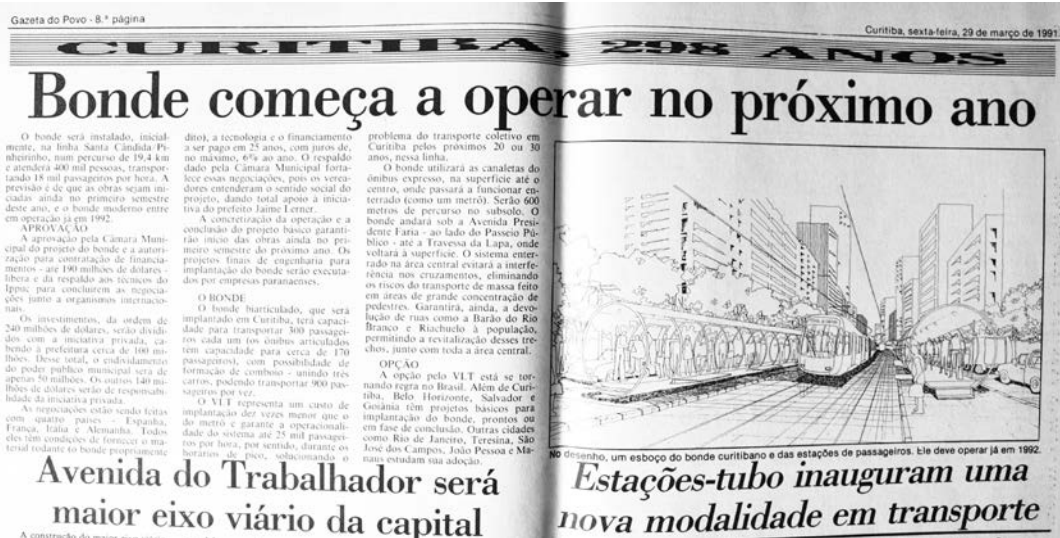 Gazeta do Povo - 8.ª página
Curitiba, sexta-feira, 29 de março de 1991
CURITIBA, 298 ANOS
Bonde começa a operar no próximo ano
O bonde será instalado, inicial-
mente, na linha Santa Cândida/Pi-
nheirinho, num percurso de 19,4 km
e atenderá 400 mil pessoas, transpor-
tando 18 mil passageiros por hora. A
previsão é de que as obras sejam ini-
ciadas ainda no primeiro semestre
deste ano, e o bonde moderno entre
em operação já em 1992.
APROVAÇÃO
A aprovação pela Câmara Muni-
cipal do projeto do bonde e a autori-
zação para contratação de financia-
mentos - até 190 milhões de dólares -
libera e da respaldo aos técnicos do
Ippuc para concluírem as negocia-
ções junto a organismos internacio-
nais.
Os investimentos, da ordem de
240 milhões de dólares, serão dividi-
dos com a iniciativa privada, ca-
bendo à prefeitura cerca de 100 mi-
lhões. Desse total, o endividamento
do poder público municipal será de
apenas 50 milhões. Os outros 140 mi-
lhões de dólares serão de responsabi-
lidade da iniciativa privada.
As negociações estão sendo feitas
com quatro países - Espanha,
França, Itália e Alemanha. Todos
eles têm condições de fornecer o ma-
terial rodante (o bonde propriamente
dito), a tecnologia e o financiamento
a ser pago em 25 anos, com juros de,
no máximo, 6% ao ano. O respaldo
dado pela Câmara Municipal forta-
lece essas negociações, pois os verea-
dores entenderam o sentido social do
projeto, dando total apoio à inicia-
tiva do prefeito Jaime Lerner.
A concretização da operação e a
conclusão do projeto básico garanti-
rão início das obras ainda no pri-
meiro semestre do próximo ano. Os
projetos finais de engenharia para
implantação do bonde serão executa-
dos por empresas paranaenses.
O BONDE
O bonde biarticulado, que será
implantado em Curitiba, terá capaci-
dade para transportar 300 passagei-
ros cada um (os ônibus articulados
têm capacidade para cerca de 170
passageiros), com possibilidade de
formação de comboio - unindo três
carros, podendo transportar 900 pas-
sageiros por vez.
O VLT representa um custo de
implantação dez vezes menor que o
do metrô e garante a operacionali-
dade do sistema até 25 mil passagei-
ros por hora, por sentido, durante os
horários de pico, solucionando o
problema do transporte coletivo em
Curitiba pelos próximos 20 ou 30
anos, nessa linha.
O bonde utilizará as canaletas do
ônibus expresso, na superfície até o
centro, onde passará a funcionar en-
terrado (como um metrô). Serão 600
metros de percurso no subsolo. O
bonde andará sob a Avenida Presi-
dente Faria - ao lado do Passeio Pú-
blico - até a Travessa da Lapa, onde
voltará à superfície. O sistema enter-
rado na área central evitará a interfe-
rência nos cruzamentos, eliminando
os riscos do transporte de massa feito
em áreas de grande concentração de
pedestres. Garantirá, ainda, a devo-
lução de ruas como a Barão do Rio
Branco e Riachuelo à população,
permitindo a revitalização desses tre-
chos, junto com toda a área central.
OPÇÃO
A opção pelo VLT está se tor-
nando regra no Brasil. Além de Curi-
tiba, Belo Horizonte, Salvador e
Goiânia têm projetos básicos para
implantação do bonde, prontos ou
em fase de conclusão. Outras cidades
como Rio de Janeiro, Teresina, São
José dos Campos, João Pessoa e Ma-
naus estudam sua adoção.
No desenho, um esboço do bonde curitibano e das estações de passageiros. Ele deve operar já em 1992.
Avenida do Trabalhador será
maior eixo viário da capital
Estações-tubo inauguram uma
nova modalidade em transporte